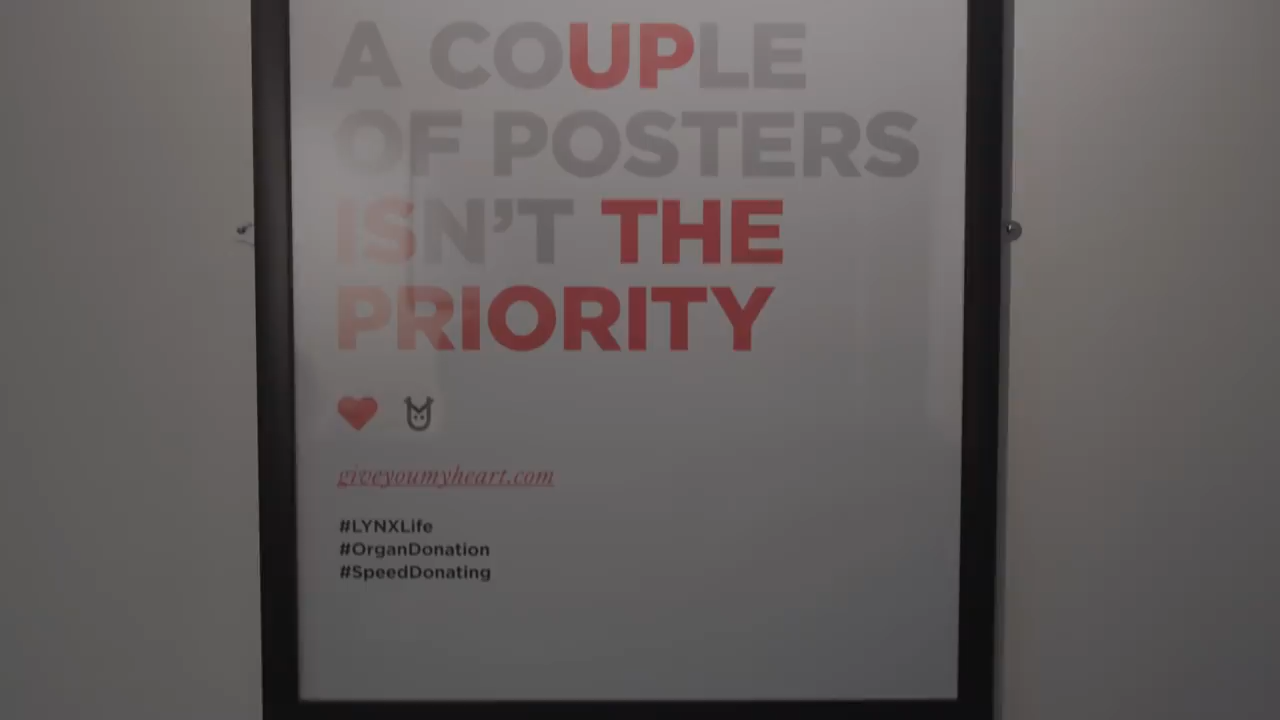 A COUPLE
OF POSTERS
ISN'T THE
PRIORITY
giveyoumyheart.com
#LYNXLife
#OrganDonation
#SpeedDonating